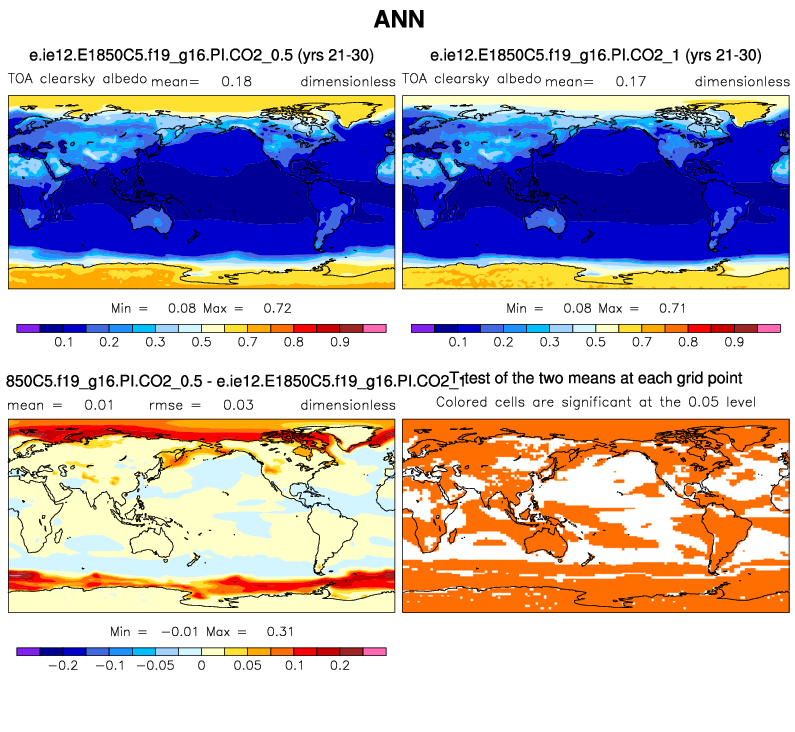 ANN
e.ie12.E1850C5.f19_g16.PI.CO2_0.5 (yrs 21-30)
TOA clearsky albedo mean= 0.18 dimensionless
Min = 0.08 Max = 0.72
0.1 0.2 0.3 0.5 0.7 0.8 0.9
e.ie12.E1850C5.f19_g16.PI.CO2_1 (yrs 21-30)
TOA clearsky albedo mean= 0.17 dimensionless
Min = 0.08 Max = 0.71
0.1 0.2 0.3 0.5 0.7 0.8 0.9
850C5.f19_g16.PI.CO2_0.5 - e.ie12.E1850C5.f19_g16.PI.CO2_1
mean = 0.01 rmse = 0.03 dimensionless
Min = -0.01 Max = 0.31
-0.2 -0.1 -0.05 0 0.05 0.1 0.2
T-test of the two means at each grid point
Colored cells are significant at the 0.05 level